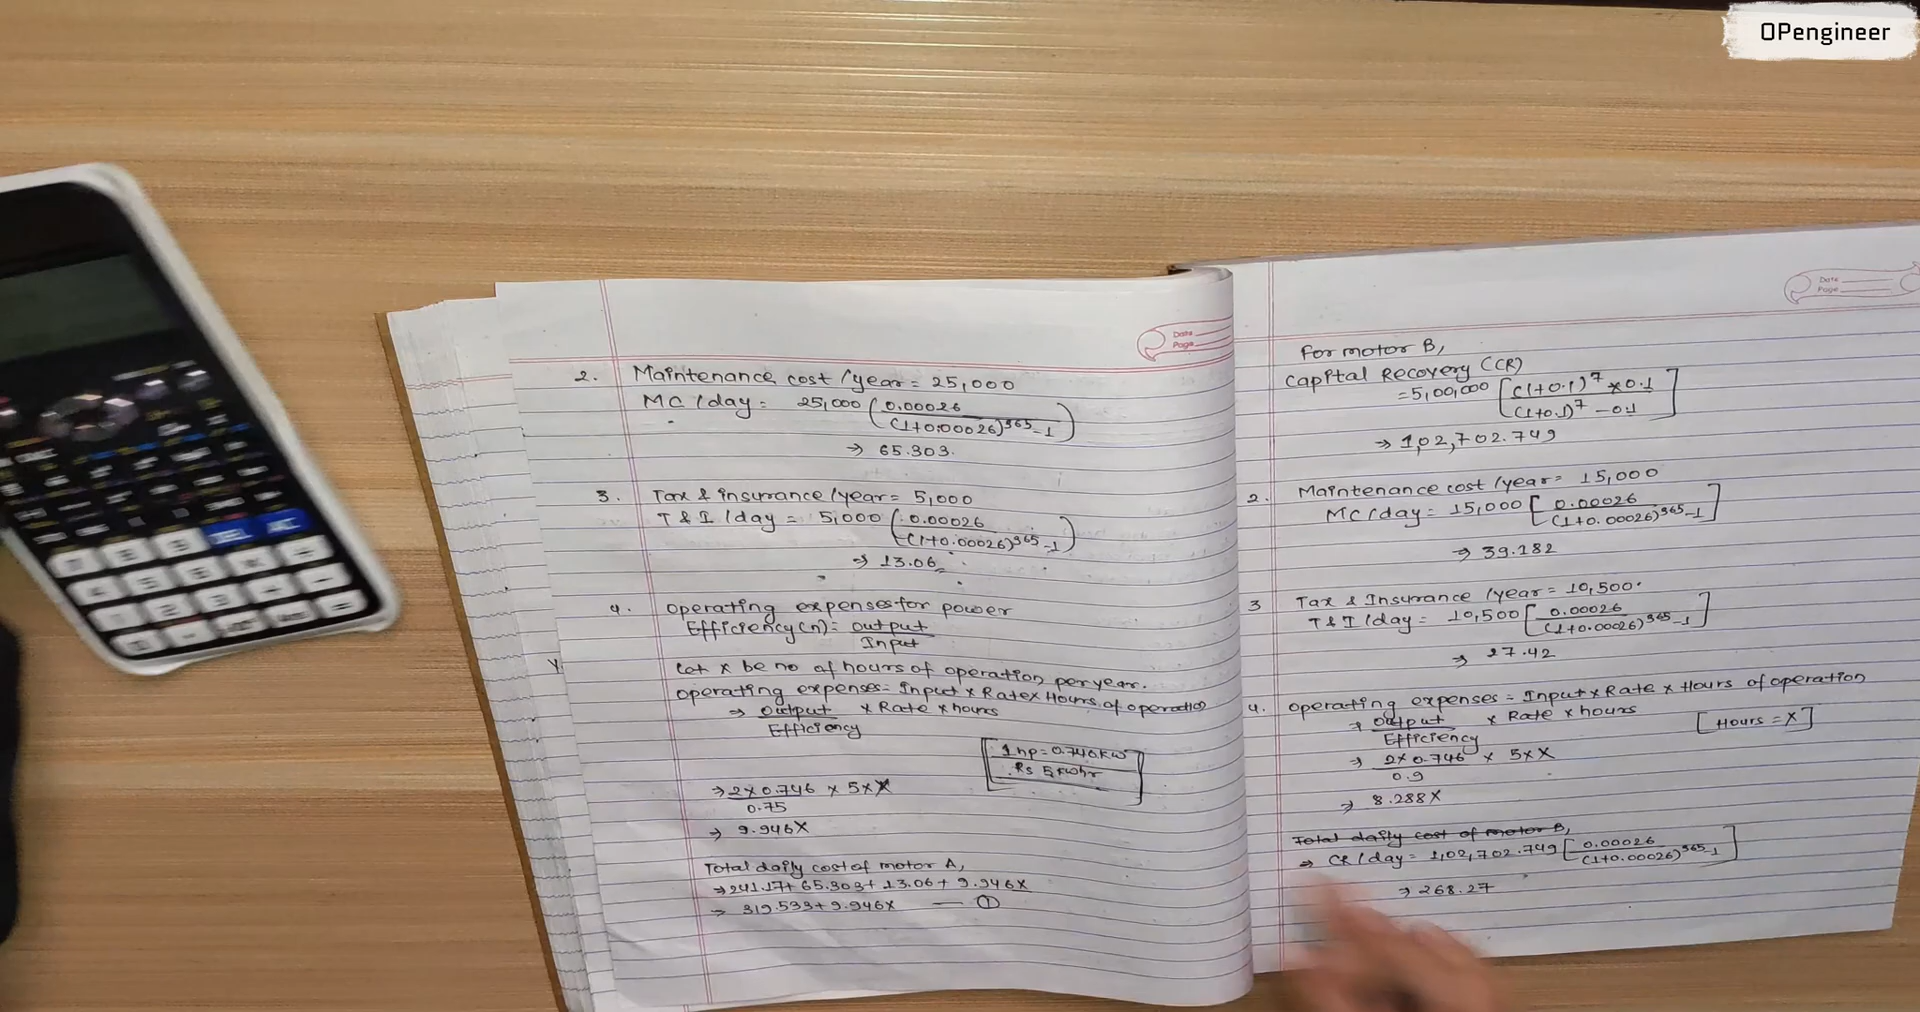 OPengineer
Date
Page
2. Maintenance cost / year = 25,000
MC / day = 25,000 ( 0.00026 / (1+0.00026)^365 - 1 )
⇒ 65.303.
3. Tax & insurance / year = 5,000
T & I / day = 5,000 ( 0.00026 / (1+0.00026)^365 - 1 )
⇒ 13.06
4. Operating expenses for power
Efficiency(n) = output / Input
Let x be no of hours of operation per year.
Operating expenses = Input x Rate x Hours of operation
⇒ Output / Efficiency x Rate x hours
1 hp = 0.746 kW
Rs 5 kwhr
⇒ 2 x 0.746 / 0.75 x 5 x X
⇒ 9.946X
Total daily cost of motor A,
⇒ 241.17 + 65.303 + 13.06 + 9.946X
⇒ 319.533 + 9.946X — ①
Date
Page
For motor B,
Capital Recovery (CR)
= 5,00,000 [ (1+0.1)^7 x 0.1 / (1+0.1)^7 - 0.1 ]
⇒ 1,02,702.749
2. Maintenance cost / year = 15,000
MC / day = 15,000 [ 0.00026 / (1+0.00026)^365 - 1 ]
⇒ 39.182
3 Tax & Insurance / year = 10,500.
T & I / day = 10,500 [ 0.00026 / (1+0.00026)^365 - 1 ]
⇒ 27.42
4. Operating expenses = Input x Rate x Hours of operation
⇒ Output / Efficiency x Rate x hours [Hours = X]
⇒ 2 x 0.746 / 0.9 x 5 x X
⇒ 8.288X
Total daily cost of motor B,
⇒ CR / day = 1,02,702.749 [ 0.00026 / (1+0.00026)^365 - 1 ]
⇒ 268.27